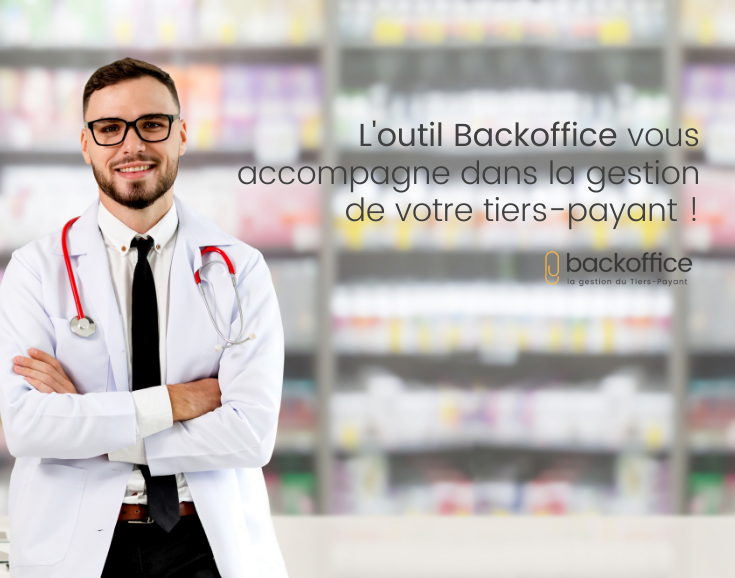 L'outil Backoffice vous
accompagne dans la gestion
de votre tiers-payant !
backoffice
la gestion du Tiers-Payant